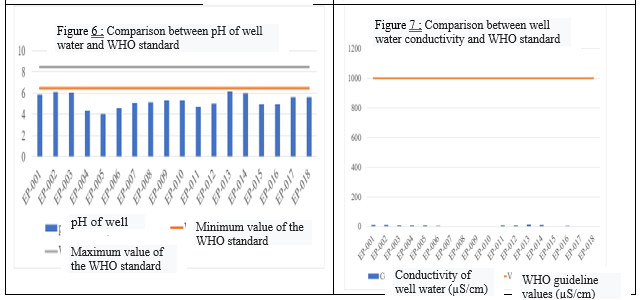 Figure 6 : Comparison between pH of well
water and WHO standard
10
8
6
4
2
0
EP-001
EP-002
EP-003
EP-004
EP-005
EP-006
EP-007
EP-008
EP-009
EP-010
EP-011
EP-012
EP-013
EP-014
EP-015
EP-016
EP-017
EP-018
pH of well
Minimum value of the
WHO standard
Maximum value of
the WHO standard
Figure 7 : Comparison between well
water conductivity and WHO standard
1200
1000
800
600
400
200
0
EP-001
EP-002
EP-003
EP-004
EP-005
EP-006
EP-007
EP-008
EP-009
EP-010
EP-011
EP-012
EP-013
EP-014
EP-015
EP-016
EP-017
EP-018
Conductivity of
well water (µS/cm)
WHO guideline
values (µS/cm)